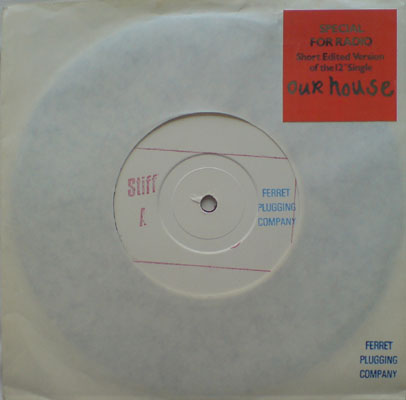 SPECIAL
FOR RADIO
Short Edited Version
of the 12" Single
our house
Stiff
A
FERRET
PLUGGING
COMPANY
FERRET
PLUGGING
COMPANY